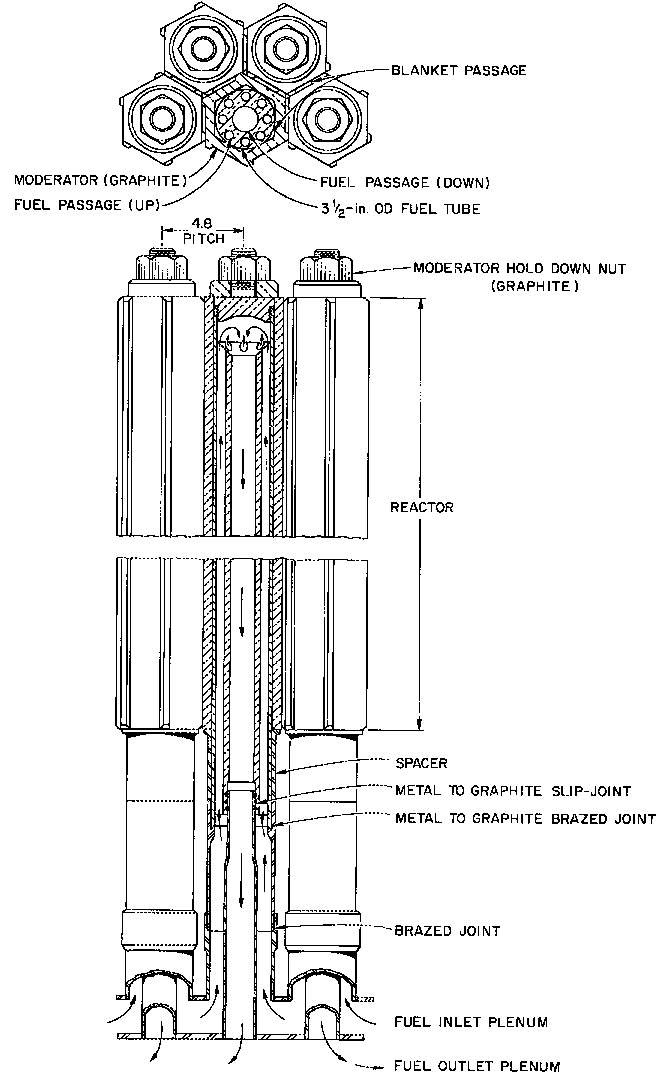 BLANKET PASSAGE
MODERATOR (GRAPHITE)
FUEL PASSAGE (DOWN)
FUEL PASSAGE (UP)
3 1/2-in. OD FUEL TUBE
4.8
PITCH
MODERATOR HOLD DOWN NUT
(GRAPHITE)
REACTOR
SPACER
METAL TO GRAPHITE SLIP-JOINT
METAL TO GRAPHITE BRAZED JOINT
BRAZED JOINT
FUEL INLET PLENUM
FUEL OUTLET PLENUM